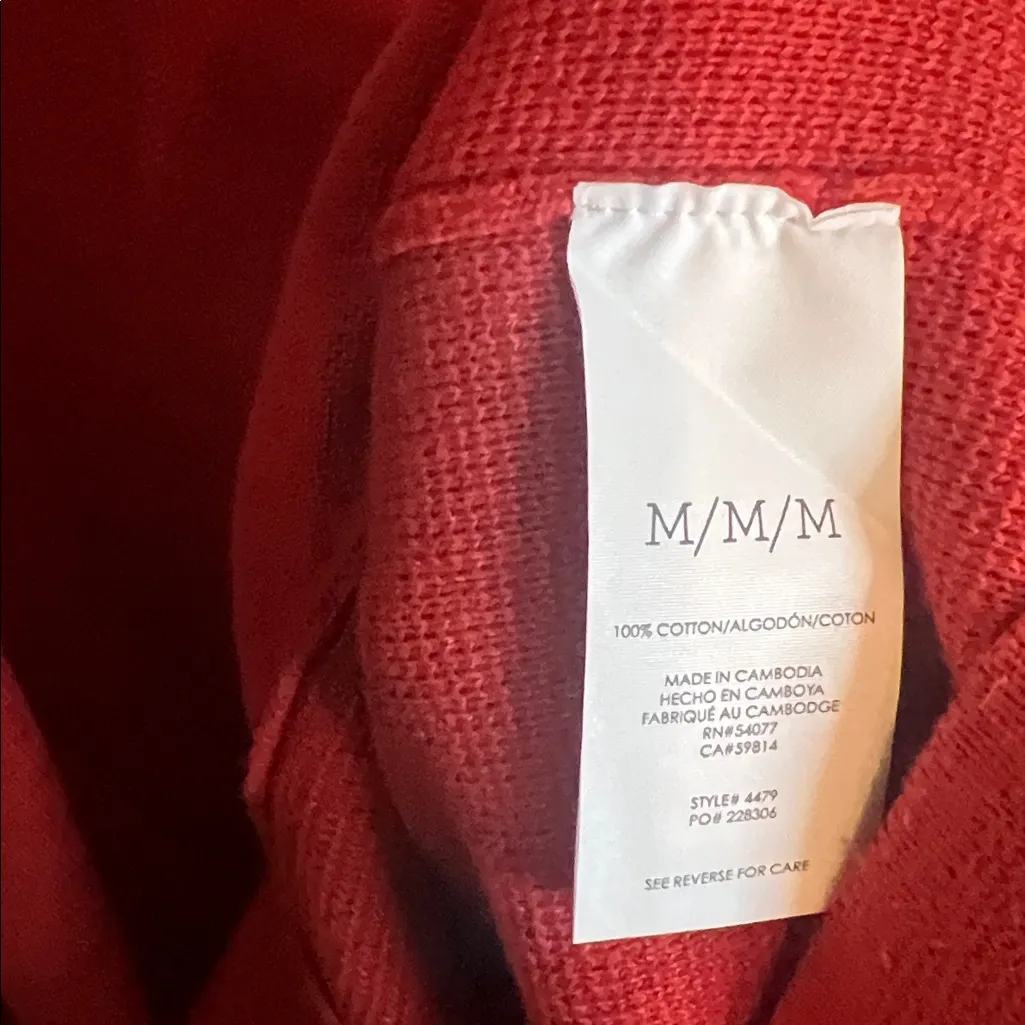 M/M/M
100% COTTON/ALGODÓN/COTON
MADE IN CAMBODIA
HECHO EN CAMBOYA
FABRIQUÉ AU CAMBODGE
RN#54077
CA#59814
STYLE# 4479
PO# 228306
SEE REVERSE FOR CARE